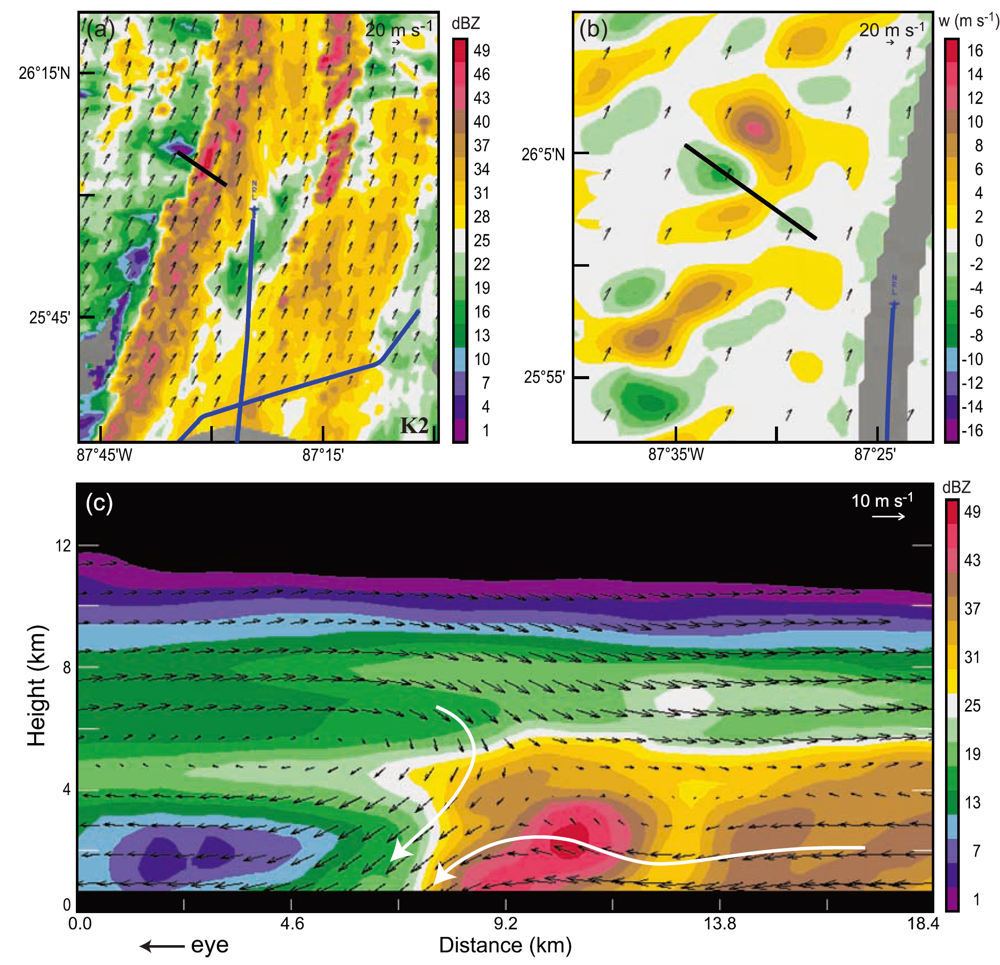 (a)
20 m s-1
dBZ
49
46
43
40
37
34
31
28
25
22
19
16
13
10
7
4
1
26°15'N
25°45'
87°45'W
87°15'
NRL
K2
(b)
20 m s-1
w (m s-1)
16
14
12
10
8
6
4
2
0
-2
-4
-6
-8
-10
-12
-14
-16
26°5'N
25°55'
87°35'W
87°25'
NRL
(c)
10 m s-1
dBZ
49
43
37
31
25
19
13
7
1
Height (km)
12
8
4
0
0.0
4.6
9.2
13.8
18.4
eye
Distance (km)